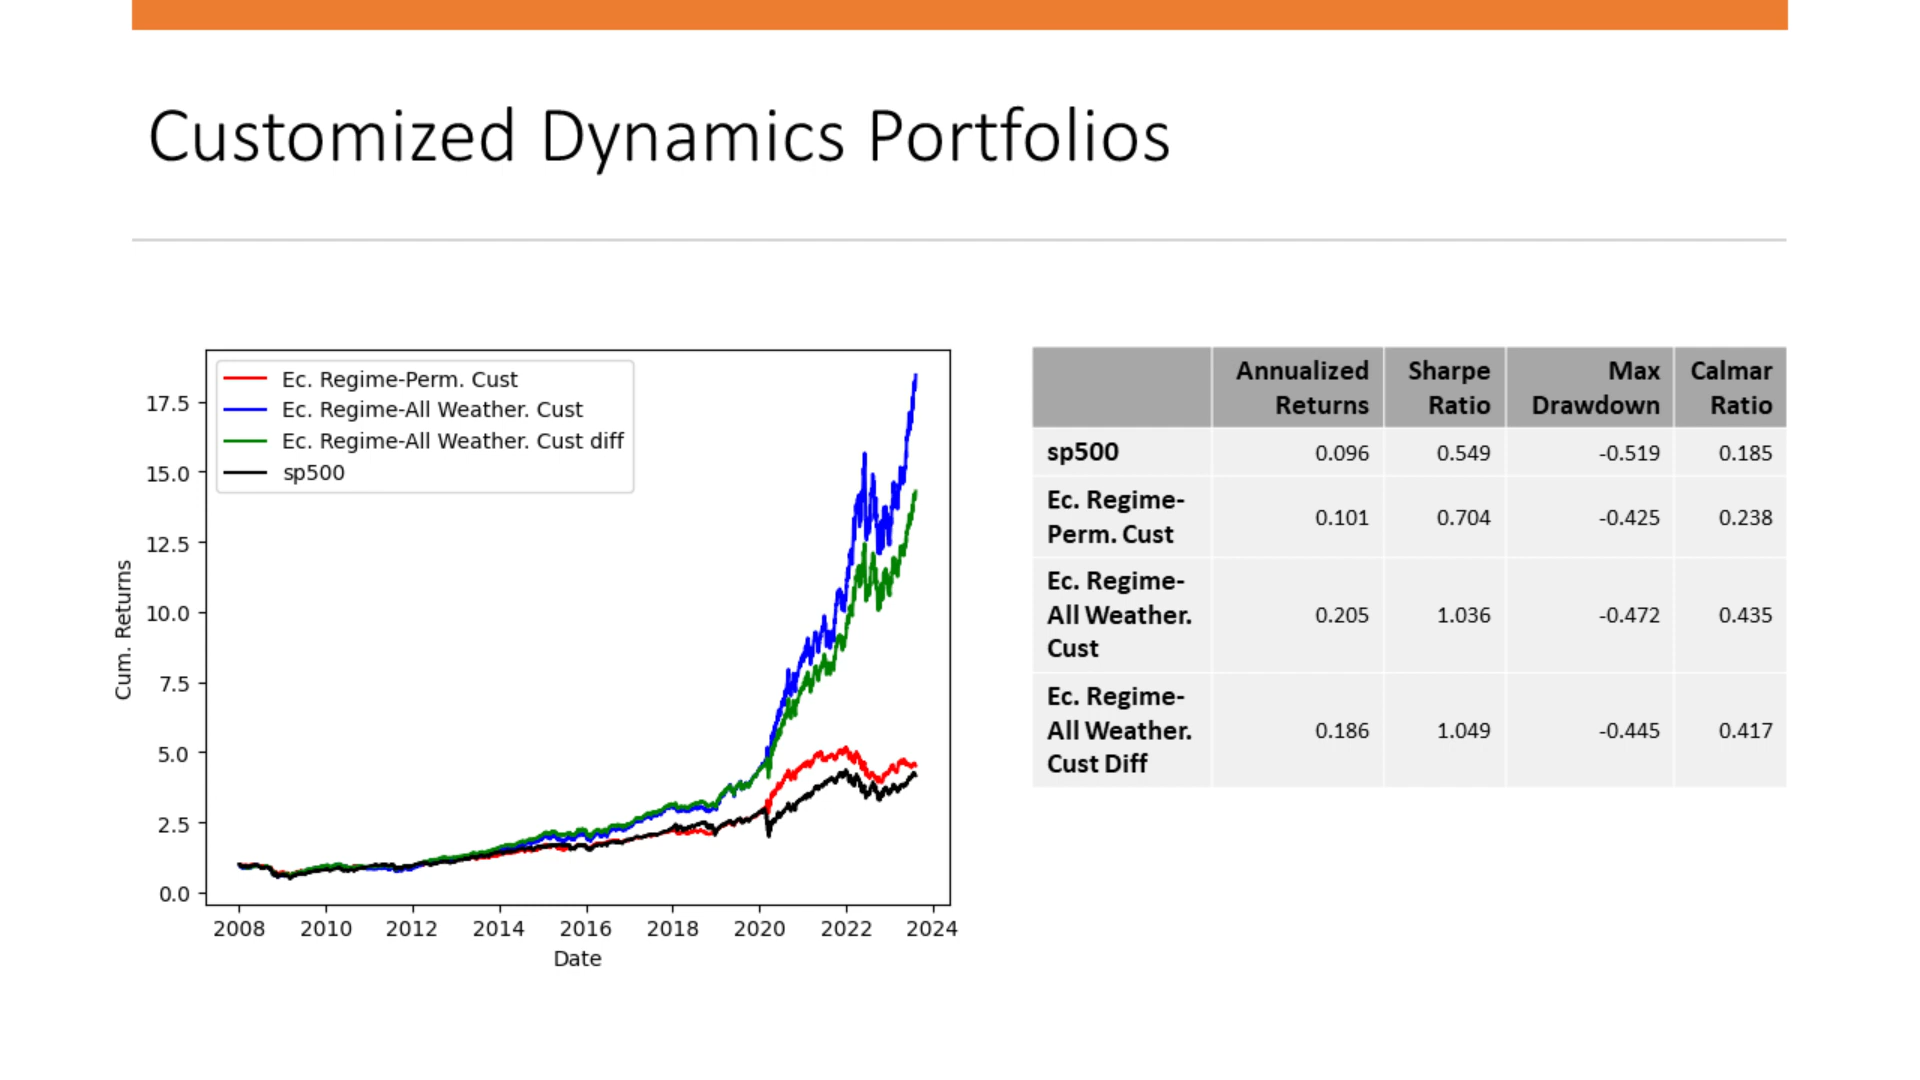 Customized Dynamics Portfolios
Ec. Regime-Perm. Cust
Ec. Regime-All Weather. Cust
Ec. Regime-All Weather. Cust diff
sp500
17.5
15.0
12.5
10.0
7.5
5.0
2.5
0.0
Cum. Returns
2008 2010 2012 2014 2016 2018 2020 2022 2024
Date
Annualized Sharpe Max Calmar
Returns Ratio Drawdown Ratio
sp500 0.096 0.549 -0.519 0.185
Ec. Regime-
Perm. Cust 0.101 0.704 -0.425 0.238
Ec. Regime-
All Weather. 0.205 1.036 -0.472 0.435
Cust
Ec. Regime-
All Weather. 0.186 1.049 -0.445 0.417
Cust Diff